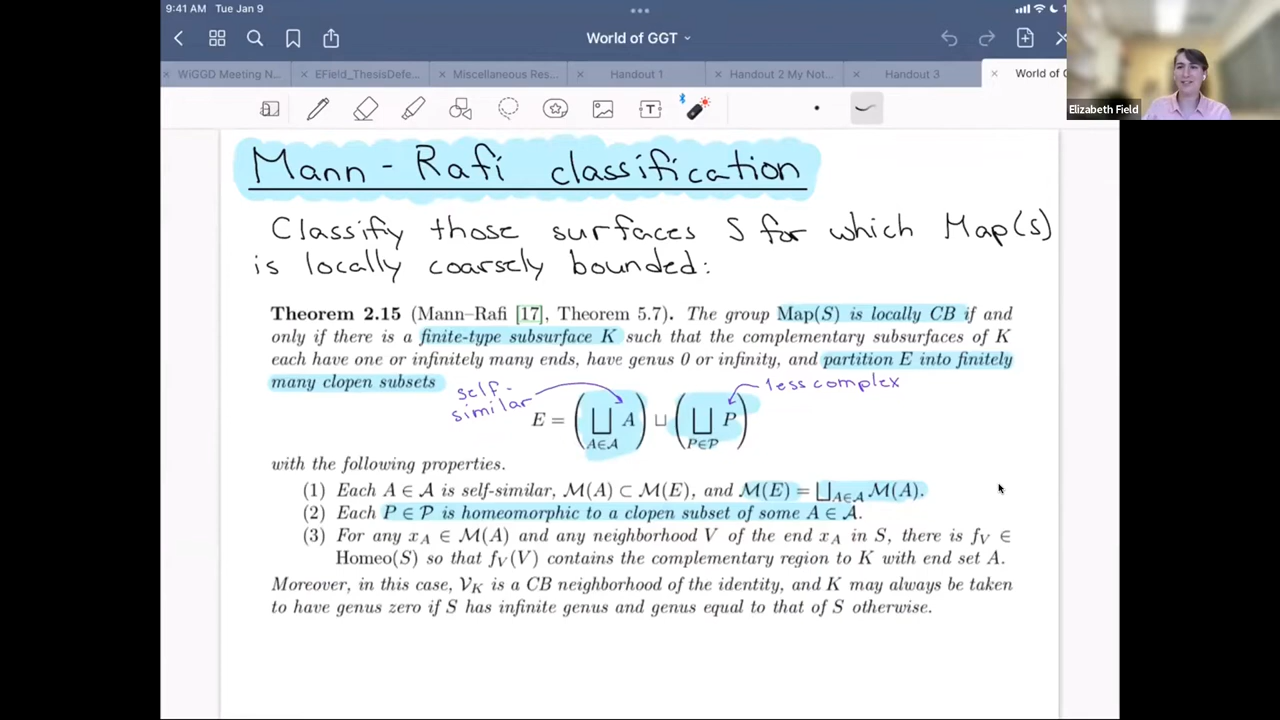 9:41 AM Tue Jan 9
World of GGT
WiGGD Meeting N...
EField_ThesisDefe...
Miscellaneous Res...
Handout 1
Handout 2 My Not...
Handout 3
World of G
Elizabeth Field
Mann-Rafi classification
Classify those surfaces S for which Map(S)
is locally coarsely bounded:
Theorem 2.15 (Mann–Rafi [17], Theorem 5.7). The group Map(S) is locally CB if and
only if there is a finite-type subsurface K such that the complementary subsurfaces of K
each have one or infinitely many ends, have genus 0 or infinity, and partition E into finitely
many clopen subsets
self-
similar
less complex
E = (⨆_{A∈𝒜} A) ⊔ (⨆_{P∈𝒫} P)
with the following properties.
(1) Each A ∈ 𝒜 is self-similar, ℳ(A) ⊂ ℳ(E), and ℳ(E) = ⨆_{A∈𝒜} ℳ(A).
(2) Each P ∈ 𝒫 is homeomorphic to a clopen subset of some A ∈ 𝒜.
(3) For any x_A ∈ ℳ(A) and any neighborhood V of the end x_A in S, there is f_V ∈
Homeo(S) so that f_V(V) contains the complementary region to K with end set A.
Moreover, in this case, 𝒱_K is a CB neighborhood of the identity, and K may always be taken
to have genus zero if S has infinite genus and genus equal to that of S otherwise.